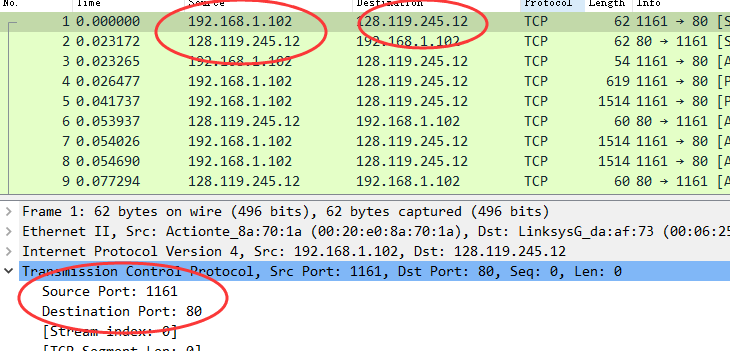 No. Time Source Destination Protocol Length Info
1 0.000000 192.168.1.102 128.119.245.12 TCP 62 1161 → 80 [S
2 0.023172 128.119.245.12 192.168.1.102 TCP 62 80 → 1161 [S
3 0.023265 192.168.1.102 128.119.245.12 TCP 54 1161 → 80 [A
4 0.026477 192.168.1.102 128.119.245.12 TCP 619 1161 → 80 [P
5 0.041737 192.168.1.102 128.119.245.12 TCP 1514 1161 → 80 [P
6 0.053937 128.119.245.12 192.168.1.102 TCP 60 80 → 1161 [A
7 0.054026 192.168.1.102 128.119.245.12 TCP 1514 1161 → 80 [A
8 0.054690 192.168.1.102 128.119.245.12 TCP 1514 1161 → 80 [A
9 0.077294 128.119.245.12 192.168.1.102 TCP 60 80 → 1161 [A
Frame 1: 62 bytes on wire (496 bits), 62 bytes captured (496 bits)
Ethernet II, Src: Actionte_8a:70:1a (00:20:e0:8a:70:1a), Dst: LinksysG_da:af:73 (00:06:25
Internet Protocol Version 4, Src: 192.168.1.102, Dst: 128.119.245.12
Transmission Control Protocol, Src Port: 1161, Dst Port: 80, Seq: 0, Len: 0
Source Port: 1161
Destination Port: 80
[Stream index: 0]
[TCP Segment Len: 0]